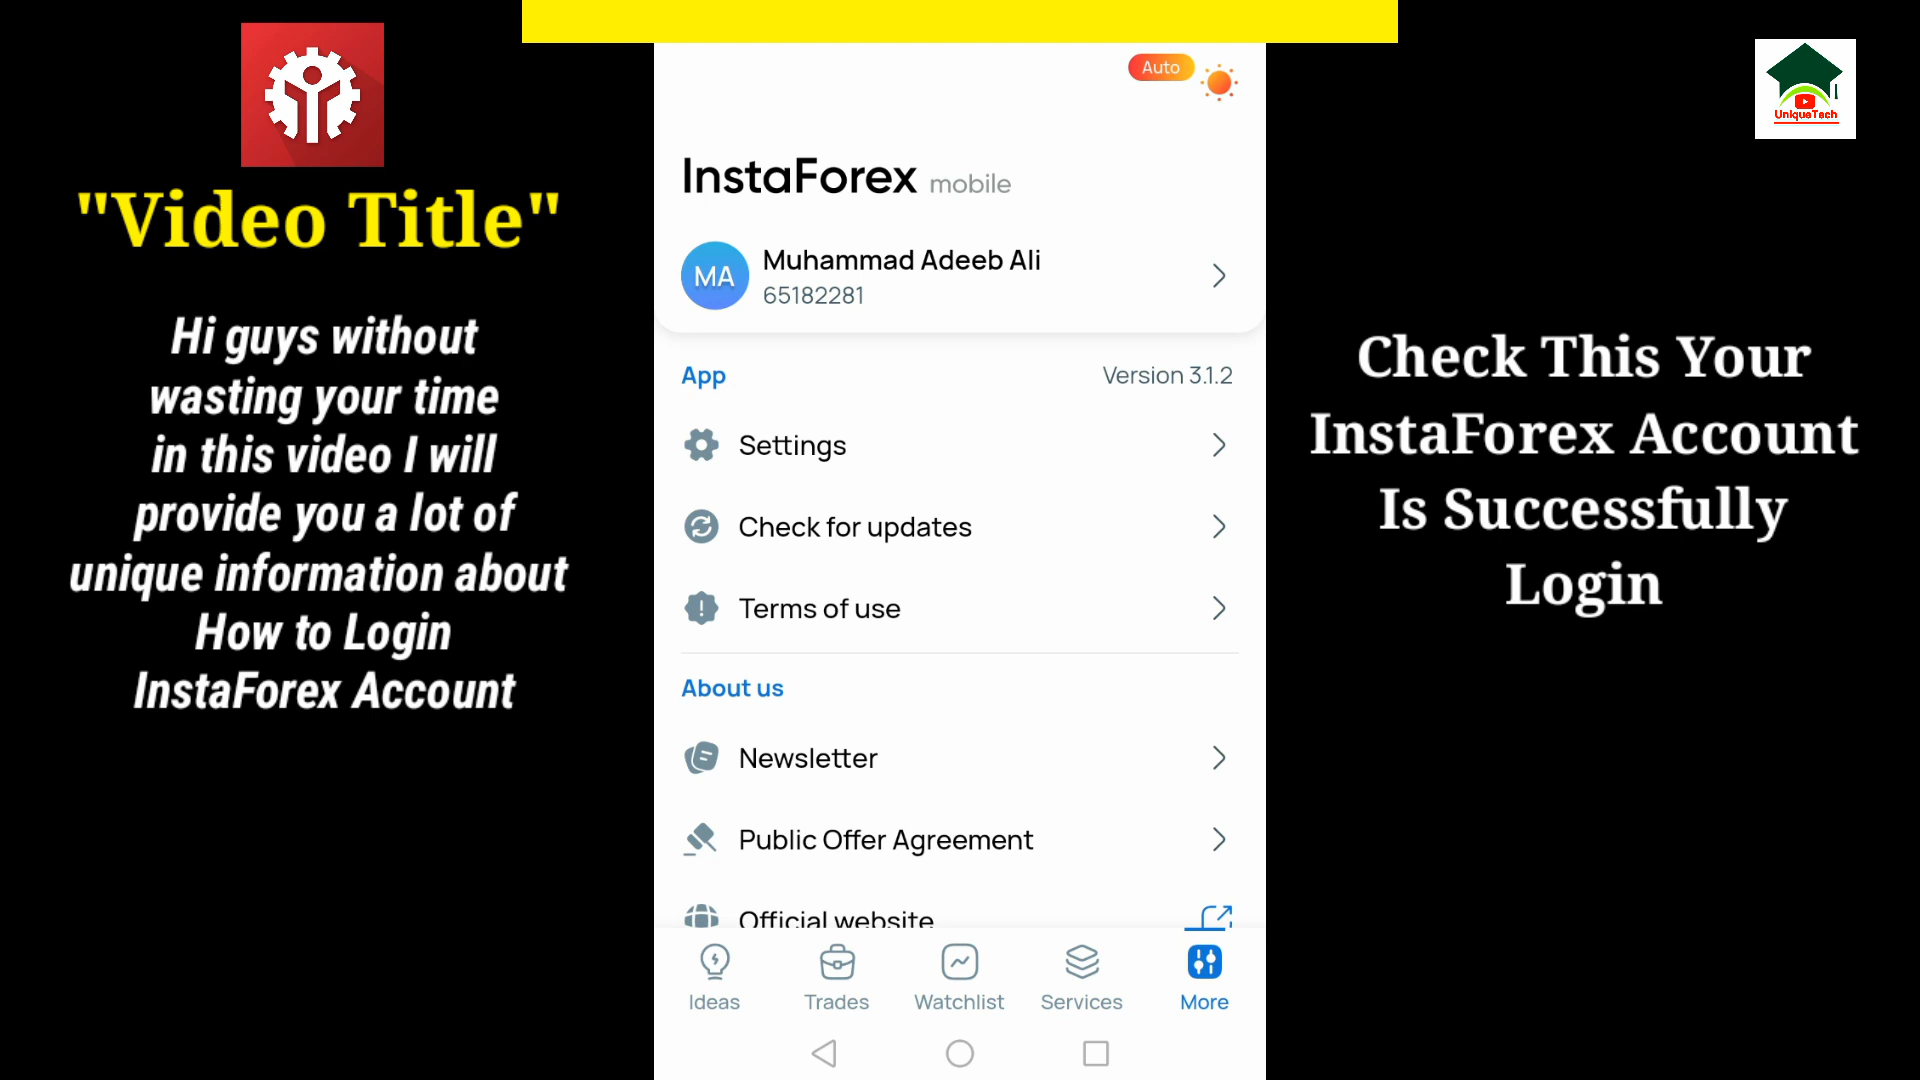 "Video Title"
Hi guys without
wasting your time
in this video I will
provide you a lot of
unique information about
How to Login
InstaForex Account
Auto
InstaForex mobile
MA
Muhammad Adeeb Ali
65182281
App
Version 3.1.2
Settings
Check for updates
Terms of use
About us
Newsletter
Public Offer Agreement
Official website
Ideas
Trades
Watchlist
Services
More
UniqueTech
Check This Your
InstaForex Account
Is Successfully
Login